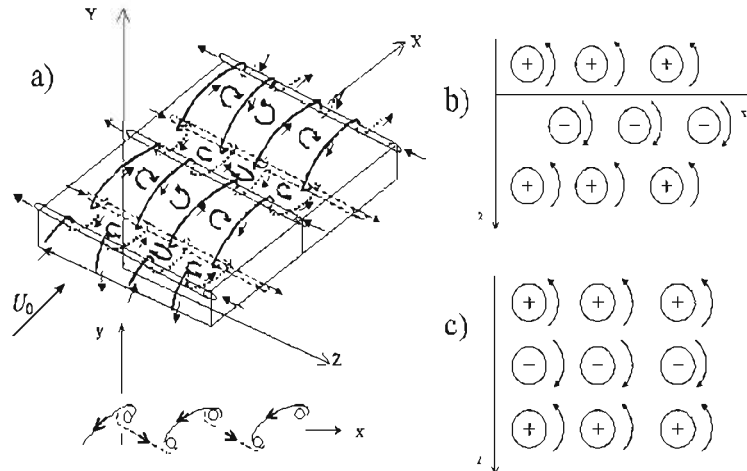 a)
Y
X
U0
Z
y
x
b)
+ + +
− − −
+ + +
c)
+ + +
− − −
+ + +